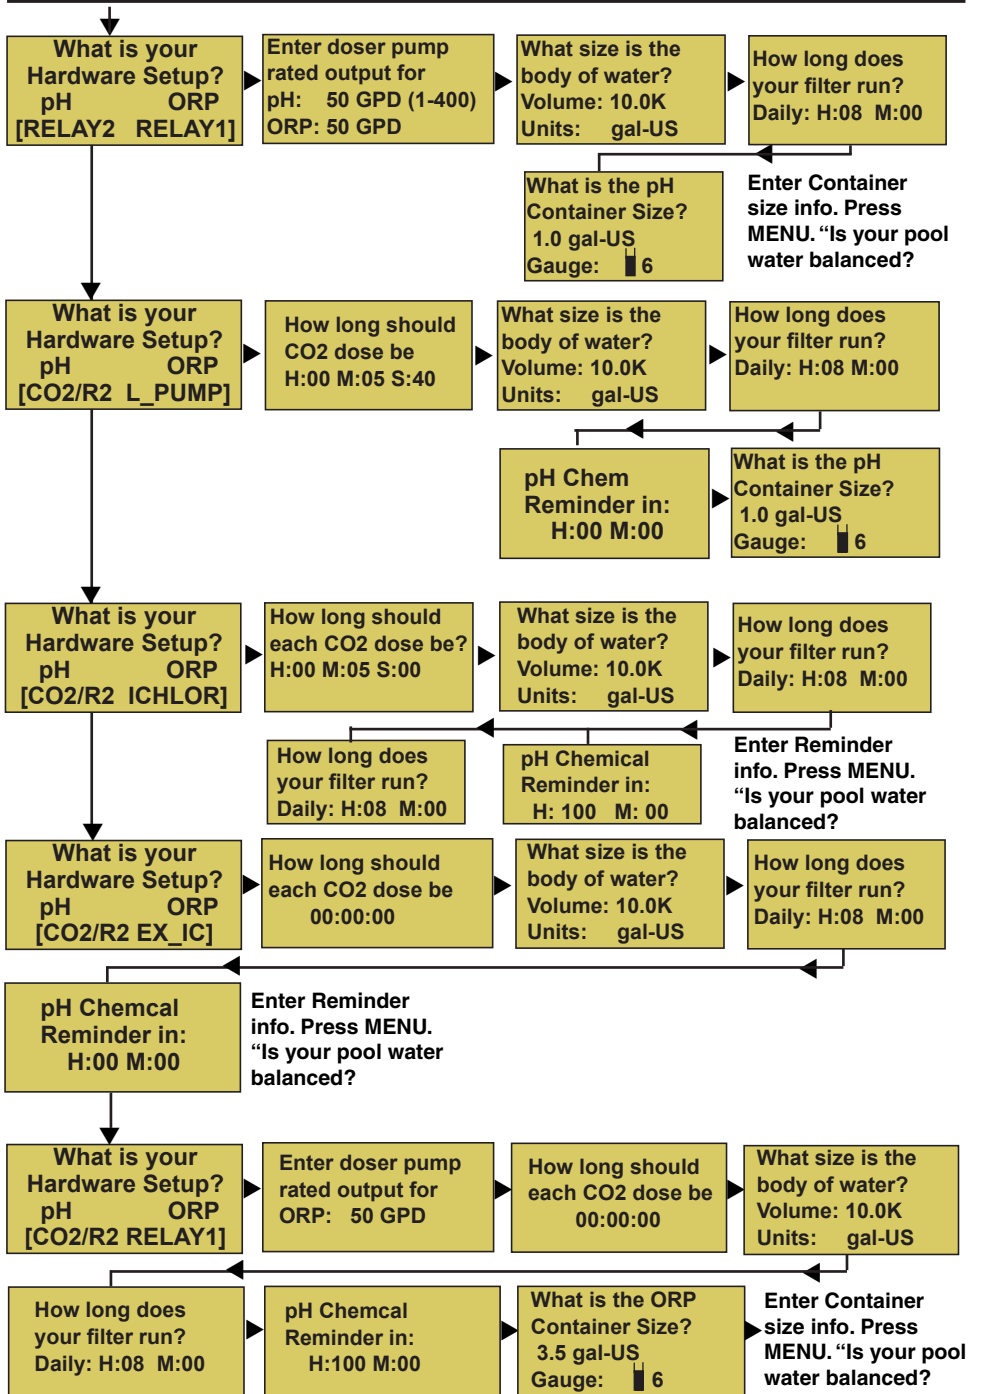 What is your
Hardware Setup?
pH ORP
[RELAY2 RELAY1]
Enter doser pump
rated output for
pH: 50 GPD (1-400)
ORP: 50 GPD
What size is the
body of water?
Volume: 10.0K
Units: gal-US
How long does
your filter run?
Daily: H:08 M:00
What is the pH
Container Size?
1.0 gal-US
Gauge: 6
Enter Container
size info. Press
MENU. “Is your pool
water balanced?
What is your
Hardware Setup?
pH ORP
[CO2/R2 L_PUMP]
How long should
CO2 dose be
H:00 M:05 S:40
What size is the
body of water?
Volume: 10.0K
Units: gal-US
How long does
your filter run?
Daily: H:08 M:00
pH Chem
Reminder in:
H:00 M:00
What is the pH
Container Size?
1.0 gal-US
Gauge: 6
What is your
Hardware Setup?
pH ORP
[CO2/R2 ICHLOR]
How long should
each CO2 dose be?
H:00 M:05 S:00
What size is the
body of water?
Volume: 10.0K
Units: gal-US
How long does
your filter run?
Daily: H:08 M:00
How long does
your filter run?
Daily: H:08 M:00
pH Chemical
Reminder in:
H: 100 M: 00
Enter Reminder
info. Press MENU.
“Is your pool water
balanced?
What is your
Hardware Setup?
pH ORP
[CO2/R2 EX_IC]
How long should
each CO2 dose be
00:00:00
What size is the
body of water?
Volume: 10.0K
Units: gal-US
How long does
your filter run?
Daily: H:08 M:00
pH Chemcal
Reminder in:
H:00 M:00
Enter Reminder
info. Press MENU.
“Is your pool water
balanced?
What is your
Hardware Setup?
pH ORP
[CO2/R2 RELAY1]
Enter doser pump
rated output for
ORP: 50 GPD
How long should
each CO2 dose be
00:00:00
What size is the
body of water?
Volume: 10.0K
Units: gal-US
How long does
your filter run?
Daily: H:08 M:00
pH Chemcal
Reminder in:
H:100 M:00
What is the ORP
Container Size?
3.5 gal-US
Gauge: 6
Enter Container
size info. Press
MENU. “Is your pool
water balanced?